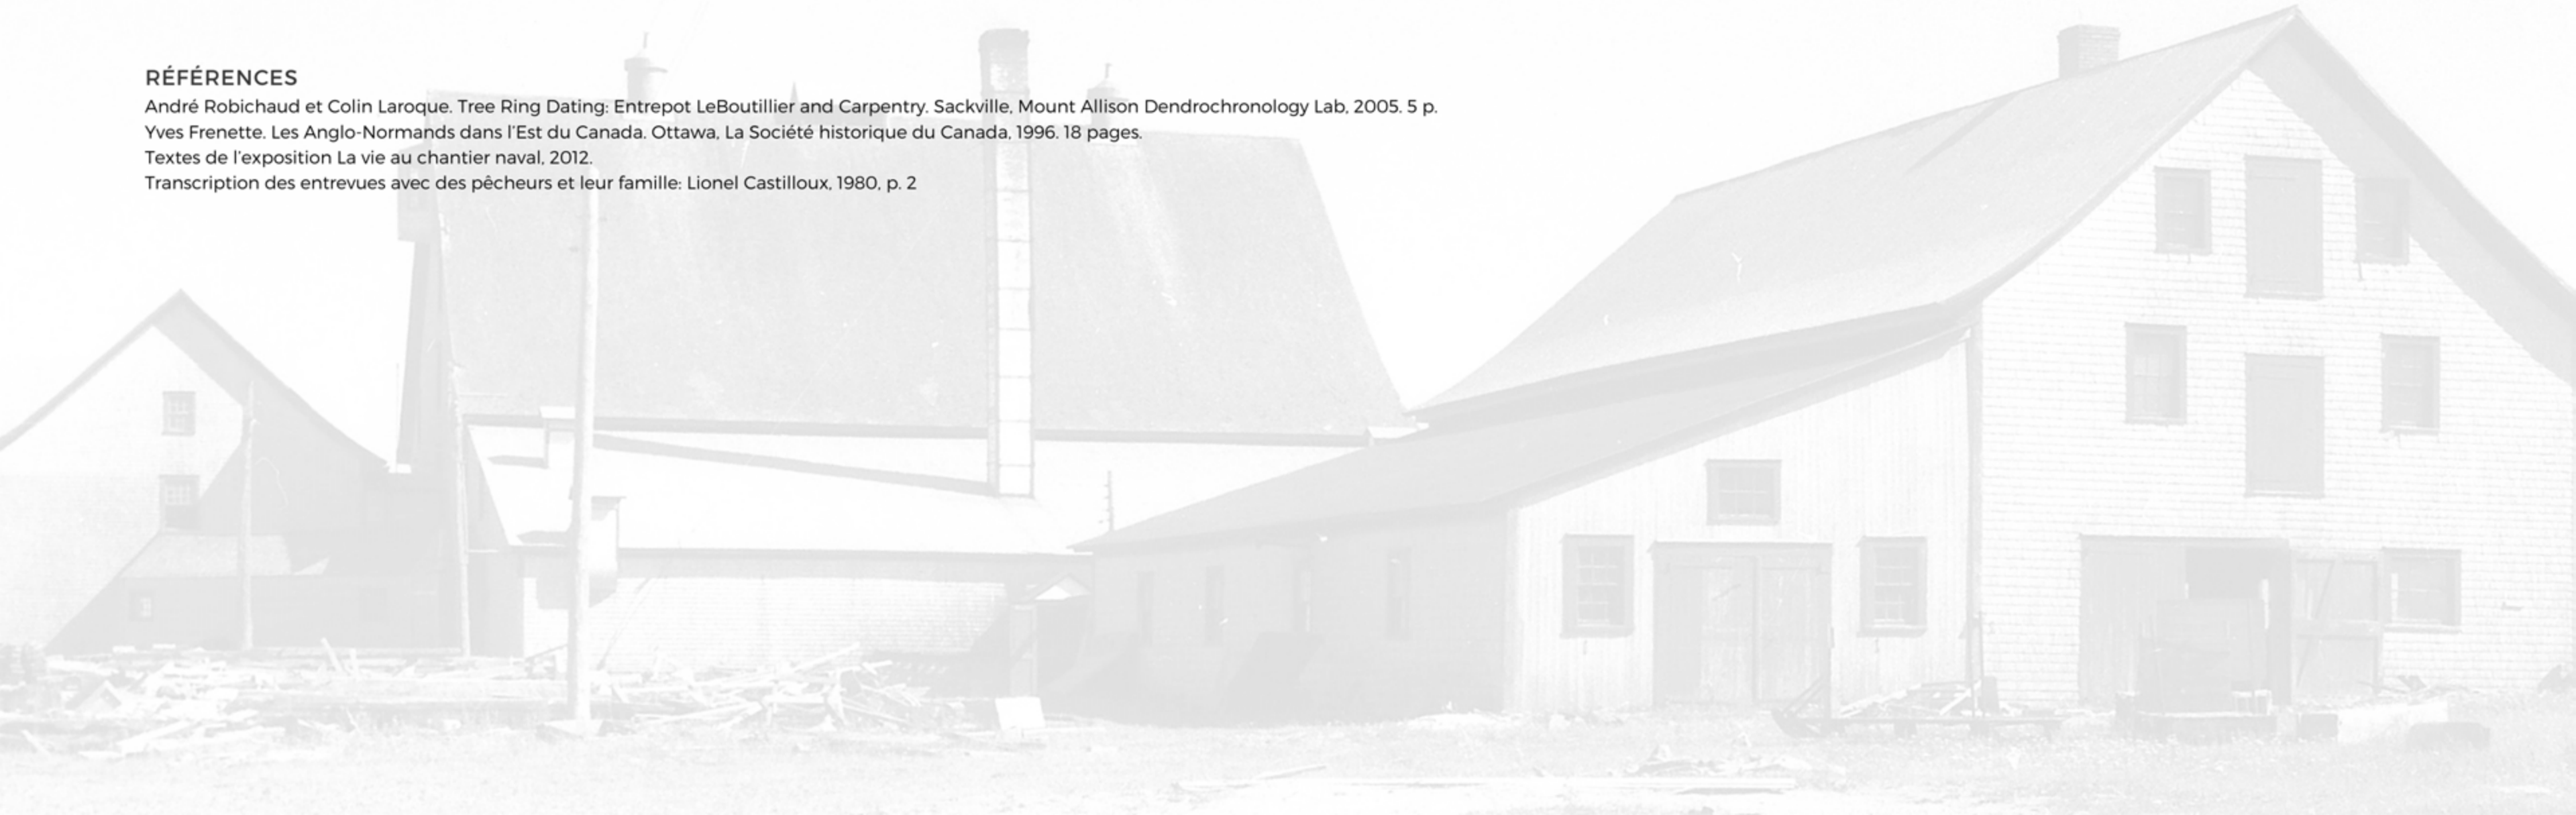 RÉFÉRENCES
André Robichaud et Colin Laroque. Tree Ring Dating: Entrepot LeBoutillier and Carpentry. Sackville, Mount Allison Dendrochronology Lab, 2005. 5 p.
Yves Frenette. Les Anglo-Normands dans l'Est du Canada. Ottawa, La Société historique du Canada, 1996. 18 pages.
Textes de l'exposition La vie au chantier naval, 2012.
Transcription des entrevues avec des pêcheurs et leur famille: Lionel Castilloux, 1980, p. 2